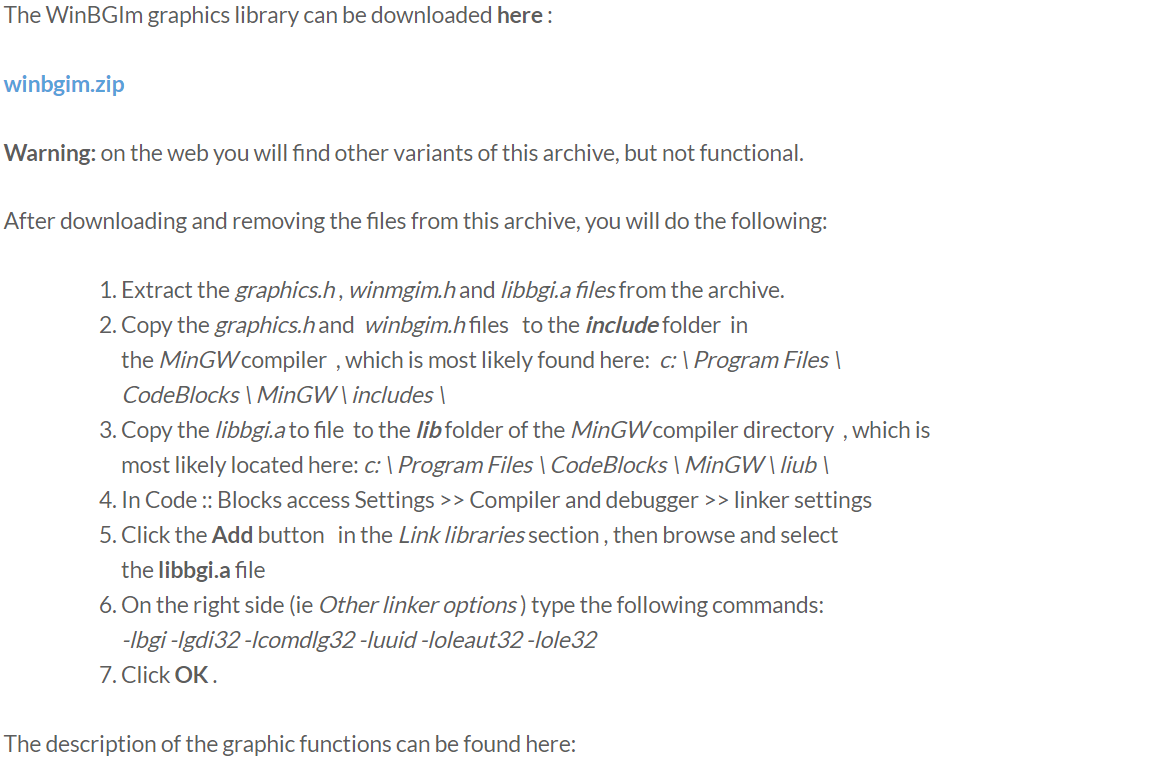 The WinBGIm graphics library can be downloaded here :
winbgim.zip
Warning: on the web you will find other variants of this archive, but not functional.
After downloading and removing the files from this archive, you will do the following:
1. Extract the graphics.h , winmgim.h and libbgi.a files from the archive.
2. Copy the graphics.h and winbgim.h files to the include folder in
the MinGW compiler , which is most likely found here: c: \ Program Files \
CodeBlocks \ MinGW \ includes \
3. Copy the libbgi.a to file to the lib folder of the MinGW compiler directory , which is
most likely located here: c: \ Program Files \ CodeBlocks \ MinGW \ liub \
4. In Code :: Blocks access Settings >> Compiler and debugger >> linker settings
5. Click the Add button in the Link libraries section , then browse and select
the libbgi.a file
6. On the right side (ie Other linker options ) type the following commands:
-lbgi -lgdi32 -lcomdlg32 -luuid -loleaut32 -lole32
7. Click OK .
The description of the graphic functions can be found here: